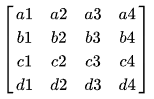 a1 a2 a3 a4
b1 b2 b3 b4
c1 c2 c3 c4
d1 d2 d3 d4